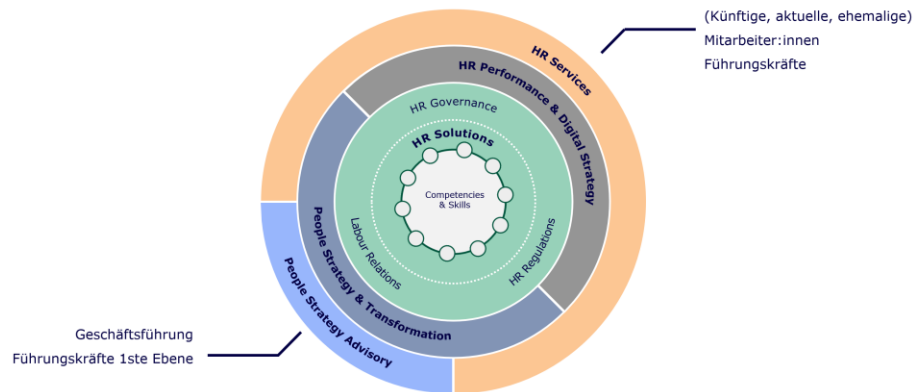 (Künftige, aktuelle, ehemalige)
Mitarbeiter:innen
Führungskräfte
HR Services
HR Performance & Digital Strategy
HR Governance
HR Solutions
Competencies
& Skills
Labour Relations
HR Regulations
People Strategy & Transformation
People Strategy Advisory
Geschäftsführung
Führungskräfte 1ste Ebene